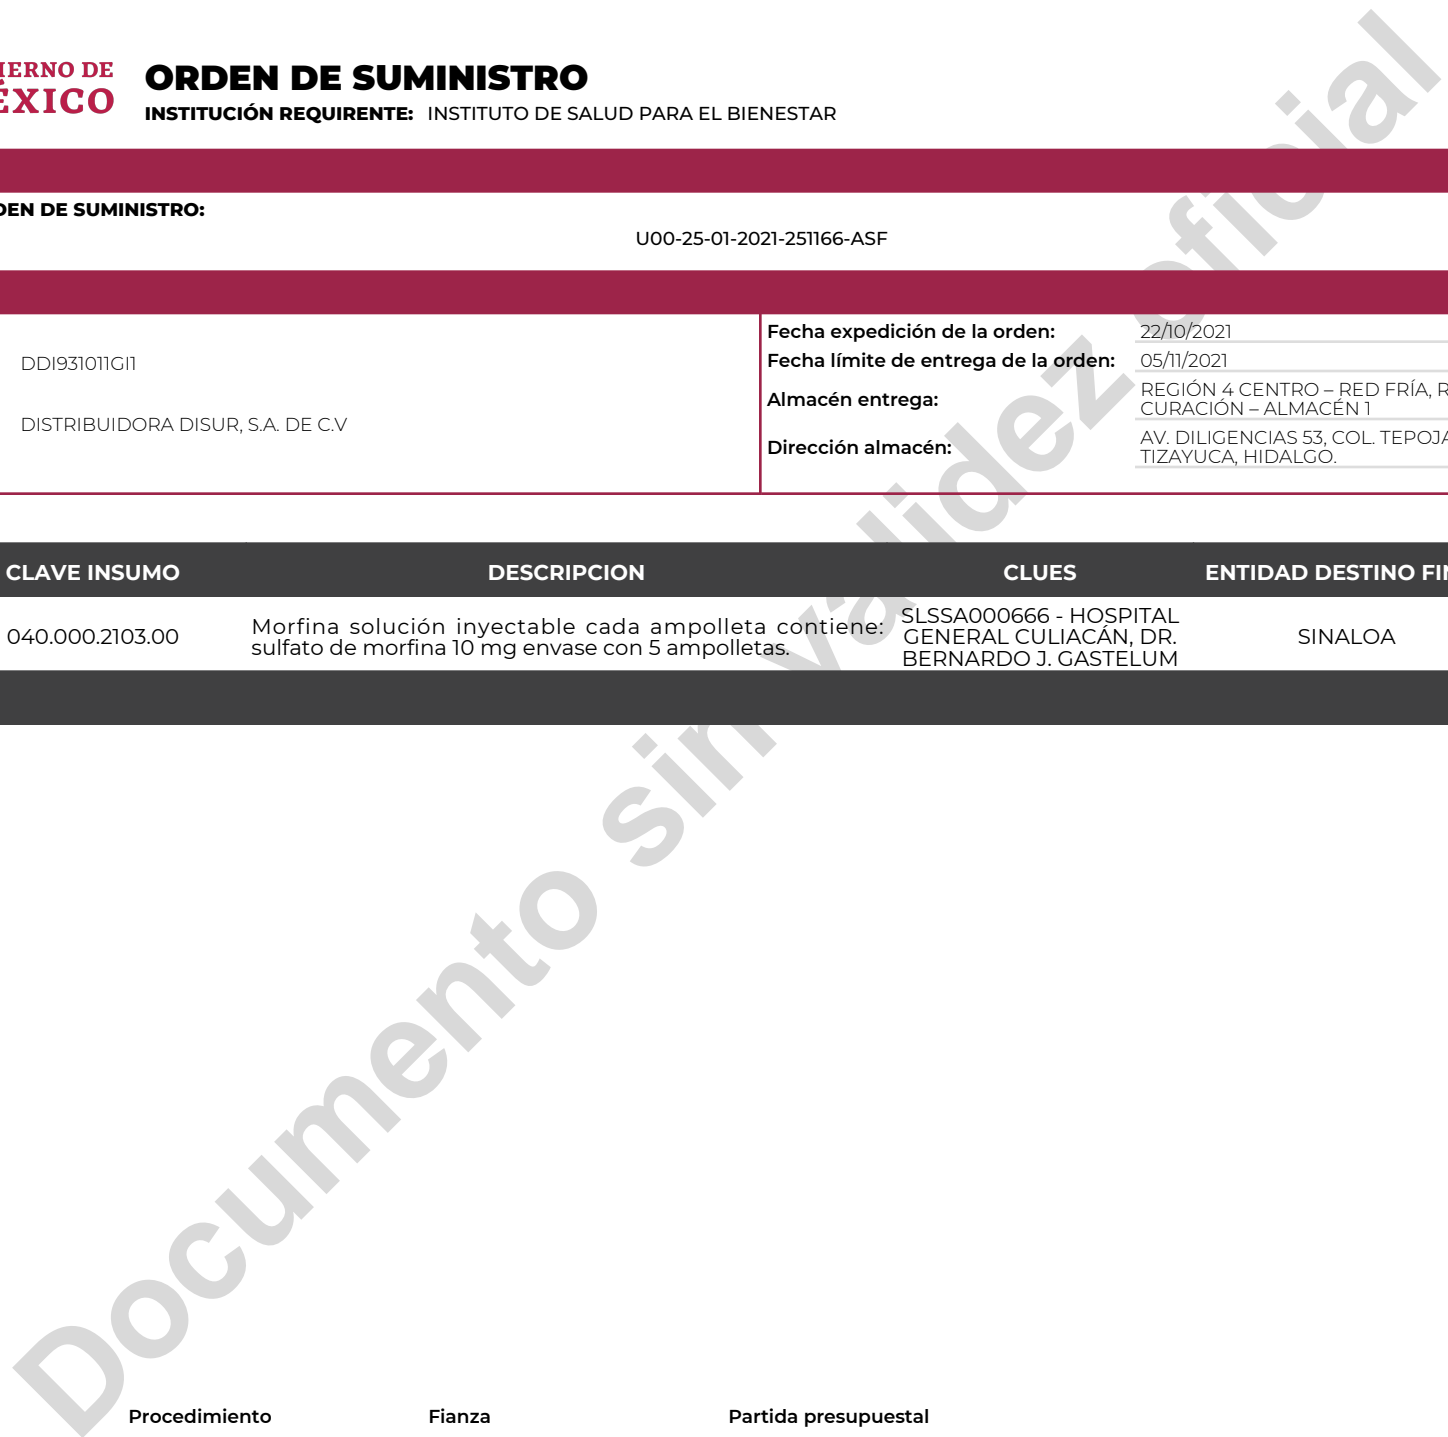 IERNO DE
ÉXICO
ORDEN DE SUMINISTRO
INSTITUCIÓN REQUIRENTE: INSTITUTO DE SALUD PARA EL BIENESTAR
DEN DE SUMINISTRO:
U00-25-01-2021-251166-ASF
DDI931011GI1
DISTRIBUIDORA DISUR, S.A. DE C.V
Fecha expedición de la orden: 22/10/2021
Fecha límite de entrega de la orden: 05/11/2021
Almacén entrega: REGIÓN 4 CENTRO – RED FRÍA, R
CURACIÓN – ALMACÉN 1
Dirección almacén: AV. DILIGENCIAS 53, COL. TEPOJA
TIZAYUCA, HIDALGO.
CLAVE INSUMO DESCRIPCION CLUES ENTIDAD DESTINO FIN
040.000.2103.00
Morfina solución inyectable cada ampolleta contiene:
sulfato de morfina 10 mg envase con 5 ampolletas.
SLSSA000666 - HOSPITAL
GENERAL CULIACÁN, DR.
BERNARDO J. GASTELUM
SINALOA
Documento sin validez oficial
Procedimiento Fianza Partida presupuestal